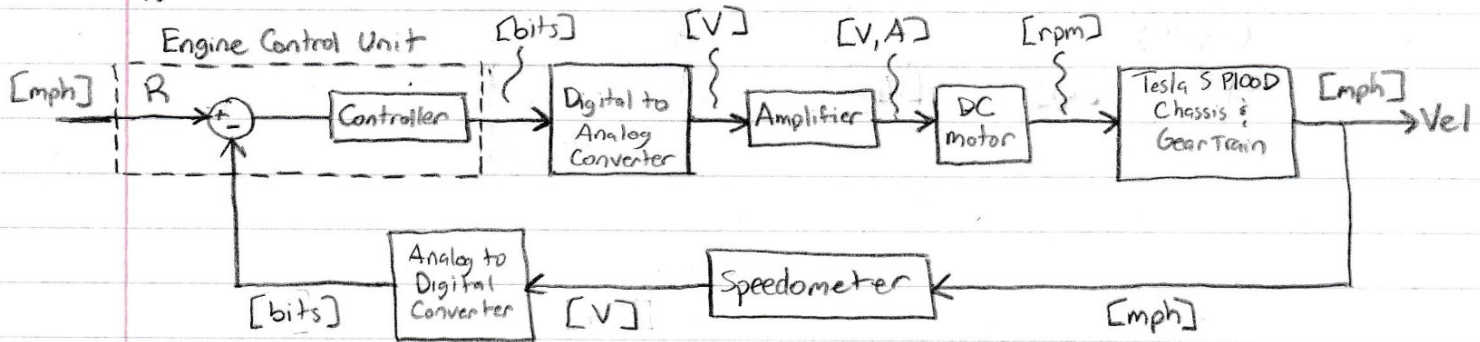 Engine Control Unit
[bits]
[V]
[V, A]
[rpm]
[mph]
R
+
-
Controller
Digital to
Analog
Converter
Amplifier
DC
motor
Tesla S P100D
Chassis &
Gear Train
[mph]
Vel
Analog to
Digital
Converter
Speedometer
[bits]
[V]
[mph]